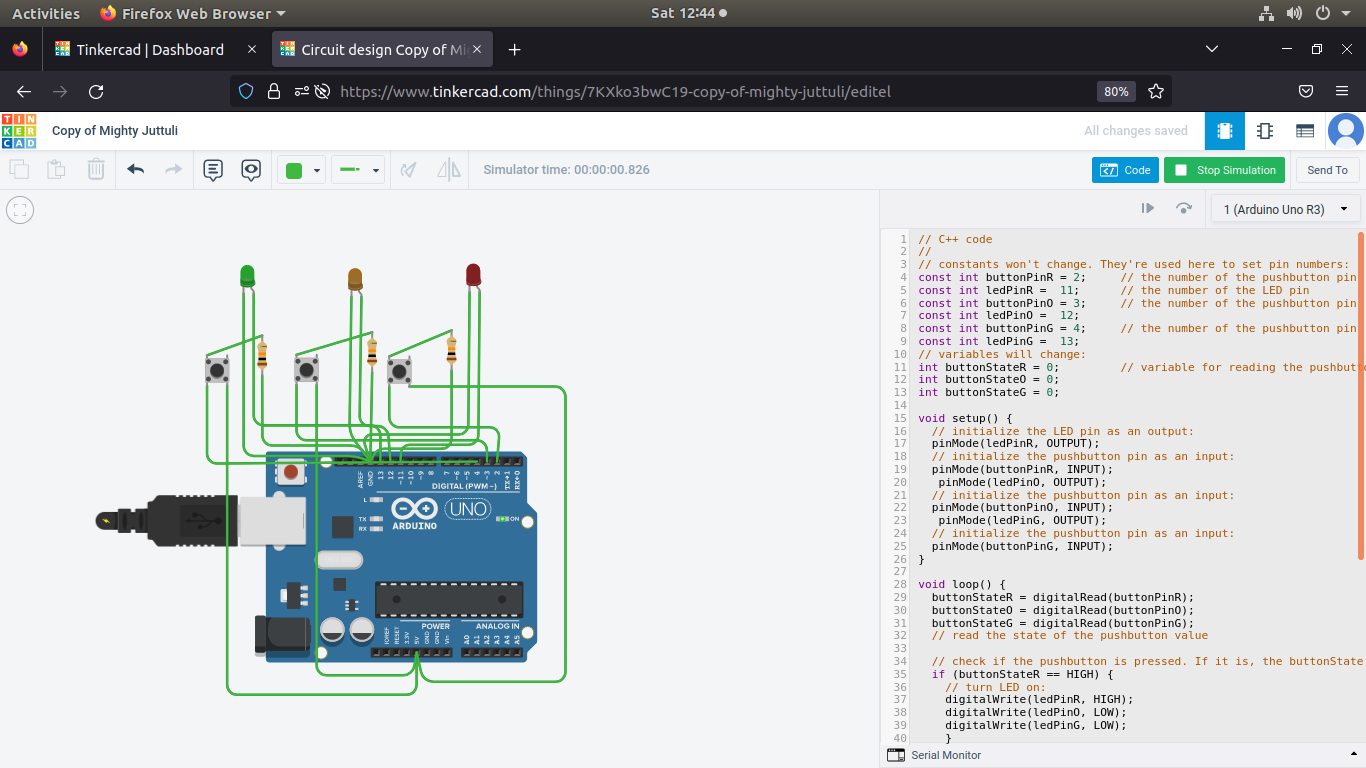 Activities Firefox Web Browser Sat 12:44
Tinkercad | Dashboard Circuit design Copy of Mi
https://www.tinkercad.com/things/7KXko3bwC19-copy-of-mighty-juttuli/editel 80%
TIN
KER
CAD
Copy of Mighty Juttuli All changes saved
Simulator time: 00:00:00.826 Code Stop Simulation Send To
1 (Arduino Uno R3)
1 // C++ code
2 //
3 // constants won't change. They're used here to set pin numbers:
4 const int buttonPinR = 2; // the number of the pushbutton pin
5 const int ledPinR = 11; // the number of the LED pin
6 const int buttonPinO = 3; // the number of the pushbutton pin
7 const int ledPinO = 12;
8 const int buttonPinG = 4; // the number of the pushbutton pin
9 const int ledPinG = 13;
10 // variables will change:
11 int buttonStateR = 0; // variable for reading the pushbutt
12 int buttonStateO = 0;
13 int buttonStateG = 0;
14
15 void setup() {
16 // initialize the LED pin as an output:
17 pinMode(ledPinR, OUTPUT);
18 // initialize the pushbutton pin as an input:
19 pinMode(buttonPinR, INPUT);
20 pinMode(ledPinO, OUTPUT);
21 // initialize the pushbutton pin as an input:
22 pinMode(buttonPinO, INPUT);
23 pinMode(ledPinG, OUTPUT);
24 // initialize the pushbutton pin as an input:
25 pinMode(buttonPinG, INPUT);
26 }
27
28 void loop() {
29 buttonStateR = digitalRead(buttonPinR);
30 buttonStateO = digitalRead(buttonPinO);
31 buttonStateG = digitalRead(buttonPinG);
32 // read the state of the pushbutton value
33
34 // check if the pushbutton is pressed. If it is, the buttonState
35 if (buttonStateR == HIGH) {
36 // turn LED on:
37 digitalWrite(ledPinR, HIGH);
38 digitalWrite(ledPinO, LOW);
39 digitalWrite(ledPinG, LOW);
40 }
Serial Monitor
AREF GND 13 12 ~11 ~10 ~9 8 7 ~6 ~5 4 ~3 2 TX→1 RX←0
DIGITAL (PWM~)
L
TX
RX
UNO
ARDUINO
ON
POWER ANALOG IN
IOREF RESET 3.3V 5V GND GND Vin A0 A1 A2 A3 A4 A5